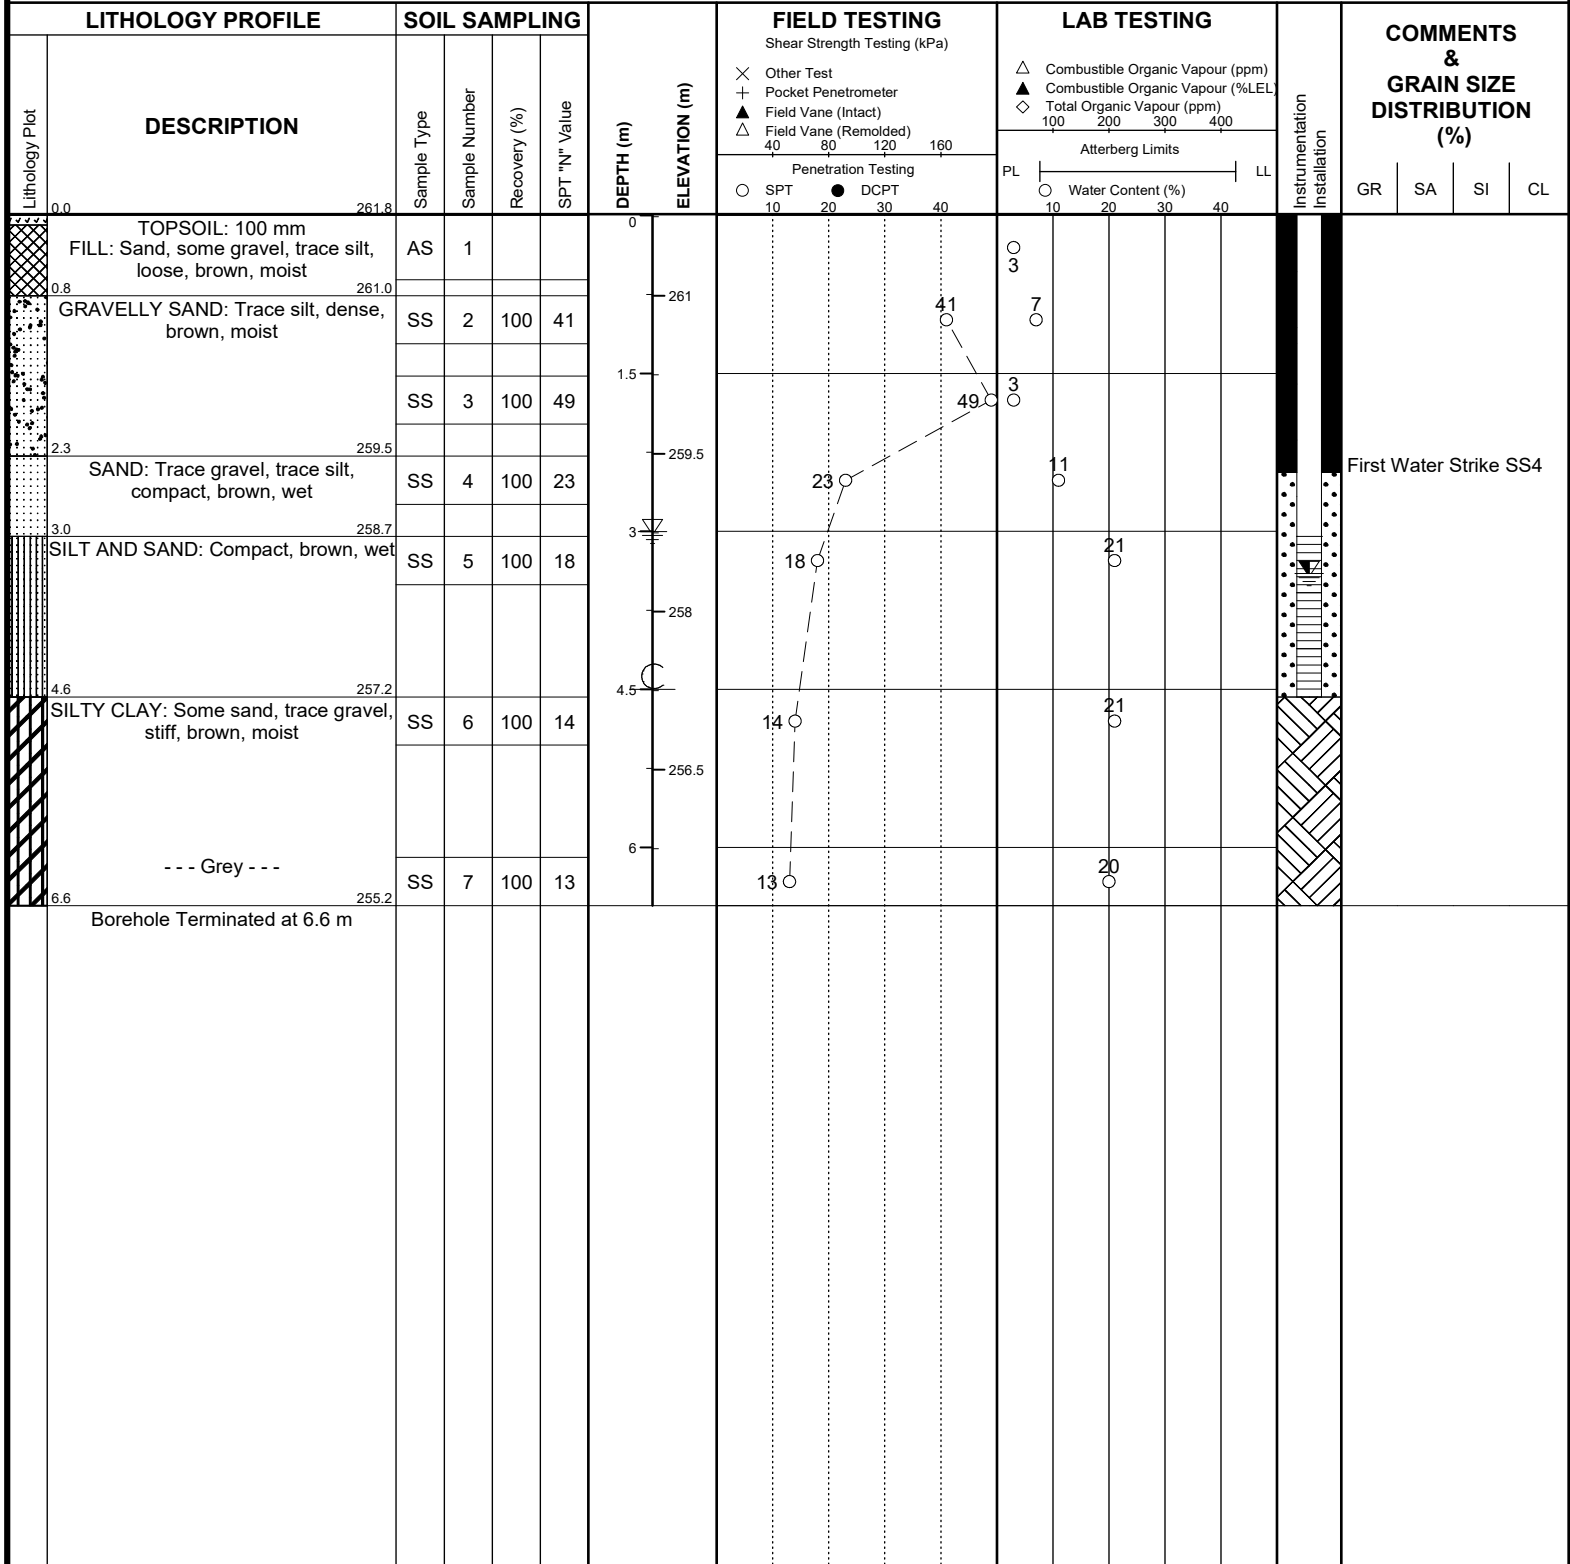 LITHOLOGY PROFILE
SOIL SAMPLING
FIELD TESTING
LAB TESTING
COMMENTS
&
GRAIN SIZE
DISTRIBUTION
(%)
Shear Strength Testing (kPa)
Other Test
Pocket Penetrometer
Field Vane (Intact)
Field Vane (Remolded)
40 80 120 160
Penetration Testing
SPT DCPT
10 20 30 40
Combustible Organic Vapour (ppm)
Combustible Organic Vapour (%LEL)
Total Organic Vapour (ppm)
100 200 300 400
Atterberg Limits
PL LL
Water Content (%)
10 20 30 40
Lithology Plot
DESCRIPTION
Sample Type
Sample Number
Recovery (%)
SPT "N" Value
DEPTH (m)
ELEVATION (m)
Instrumentation
Installation
GR SA SI CL
0.0 261.8
0
TOPSOIL: 100 mm
FILL: Sand, some gravel, trace silt,
loose, brown, moist
AS 1
3
0.8 261.0
261
GRAVELLY SAND: Trace silt, dense,
brown, moist
SS 2 100 41
41 7
1.5
SS 3 100 49
49 3
2.3 259.5
259.5
SAND: Trace gravel, trace silt,
compact, brown, wet
SS 4 100 23
23 11
First Water Strike SS4
3.0 258.7
3
SILT AND SAND: Compact, brown, wet
SS 5 100 18
18 21
258
4.6 257.2
4.5
SILTY CLAY: Some sand, trace gravel,
stiff, brown, moist
SS 6 100 14
14 21
256.5
6
- - - Grey - - -
SS 7 100 13
13 20
6.6 255.2
Borehole Terminated at 6.6 m